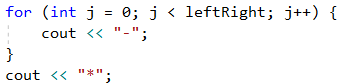 for (int j = 0; j < leftRight; j++) {
    cout << "-";
}
cout << "*";